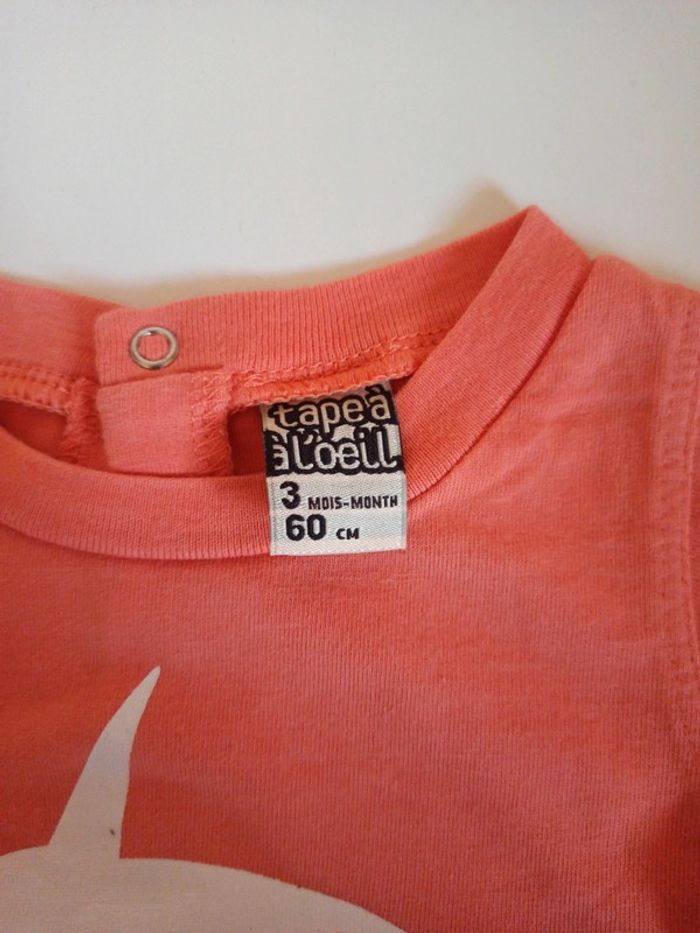 tape à
à l'oeil
3 MOIS-MONTH
60 CM